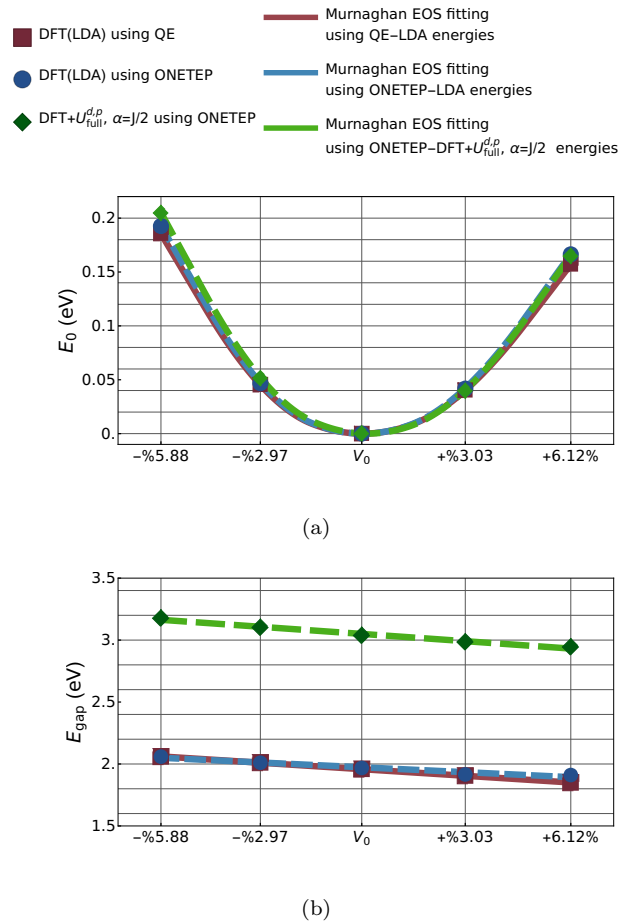 DFT(LDA) using QE
DFT(LDA) using ONETEP
DFT+U^{d,p}_{full}, α=J/2 using ONETEP
Murnaghan EOS fitting
using QE−LDA energies
Murnaghan EOS fitting
using ONETEP−LDA energies
Murnaghan EOS fitting
using ONETEP−DFT+U^{d,p}_{full}, α=J/2 energies
E_0 (eV)
0.2
0.15
0.1
0.05
0.
−%5.88 −%2.97 V_0 +%3.03 +6.12%
(a)
E_{gap} (eV)
3.5
3
2.5
2
1.5
−%5.88 −%2.97 V_0 +%3.03 +6.12%
(b)